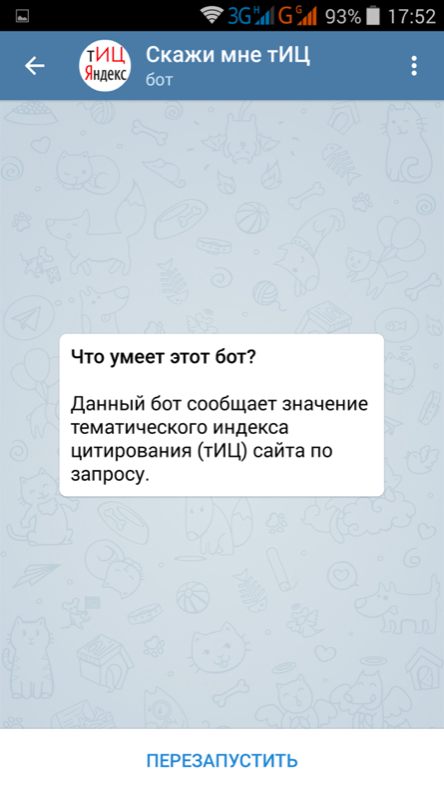 3G H G G 93% 17:52
тИЦ
Яндекс
Скажи мне тИЦ
бот
Что умеет этот бот?
Данный бот сообщает значение
тематического индекса
цитирования (тИЦ) сайта по
запросу.
ПЕРЕЗАПУСТИТЬ